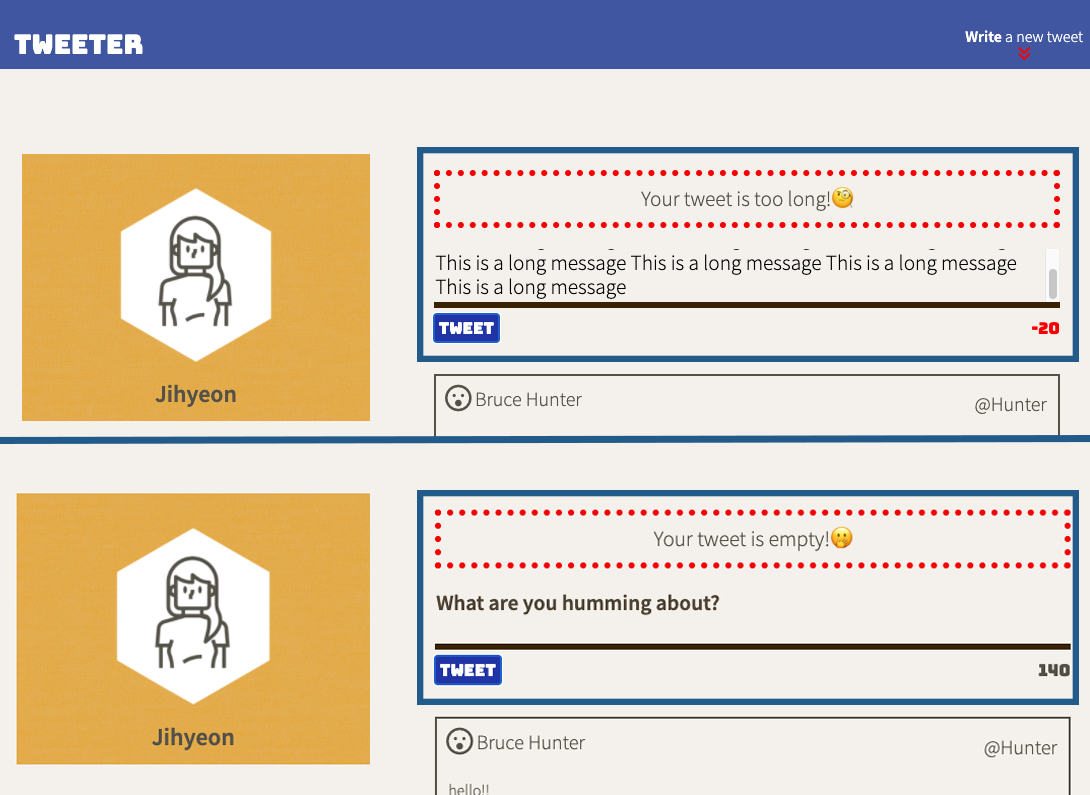 TWEETER
Write a new tweet
Your tweet is too long!🧐
This is a long message This is a long message This is a long message
This is a long message
TWEET
-20
Jihyeon
Bruce Hunter
@Hunter
Your tweet is empty!🤫
What are you humming about?
TWEET
140
Jihyeon
Bruce Hunter
@Hunter
hello!!